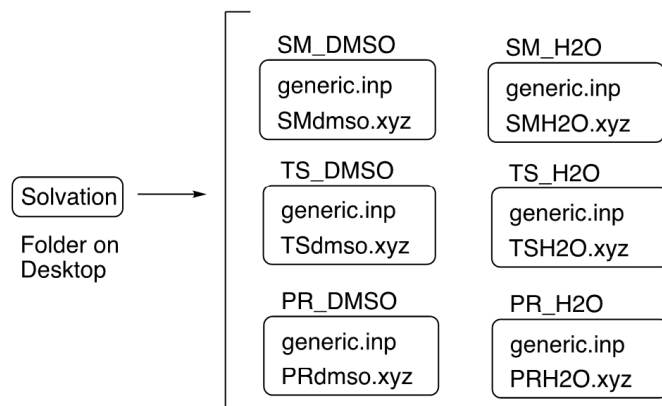 SM_DMSO
generic.inp
SMdmso.xyz
SM_H2O
generic.inp
SMH2O.xyz
Solvation
Folder on
Desktop
TS_DMSO
generic.inp
TSdmso.xyz
TS_H2O
generic.inp
TSH2O.xyz
PR_DMSO
generic.inp
PRdmso.xyz
PR_H2O
generic.inp
PRH2O.xyz